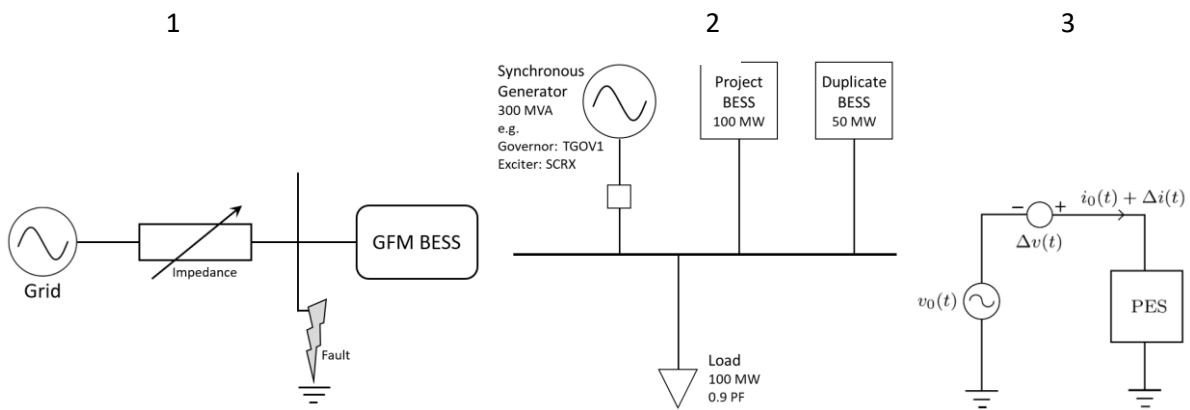 1
Grid
Impedance
GFM BESS
Fault
2
Synchronous
Generator
300 MVA
e.g.
Governor: TGOV1
Exciter: SCRX
Project
BESS
100 MW
Duplicate
BESS
50 MW
Load
100 MW
0.9 PF
3
− +
i₀(t) + Δi(t)
Δv(t)
v₀(t)
PES